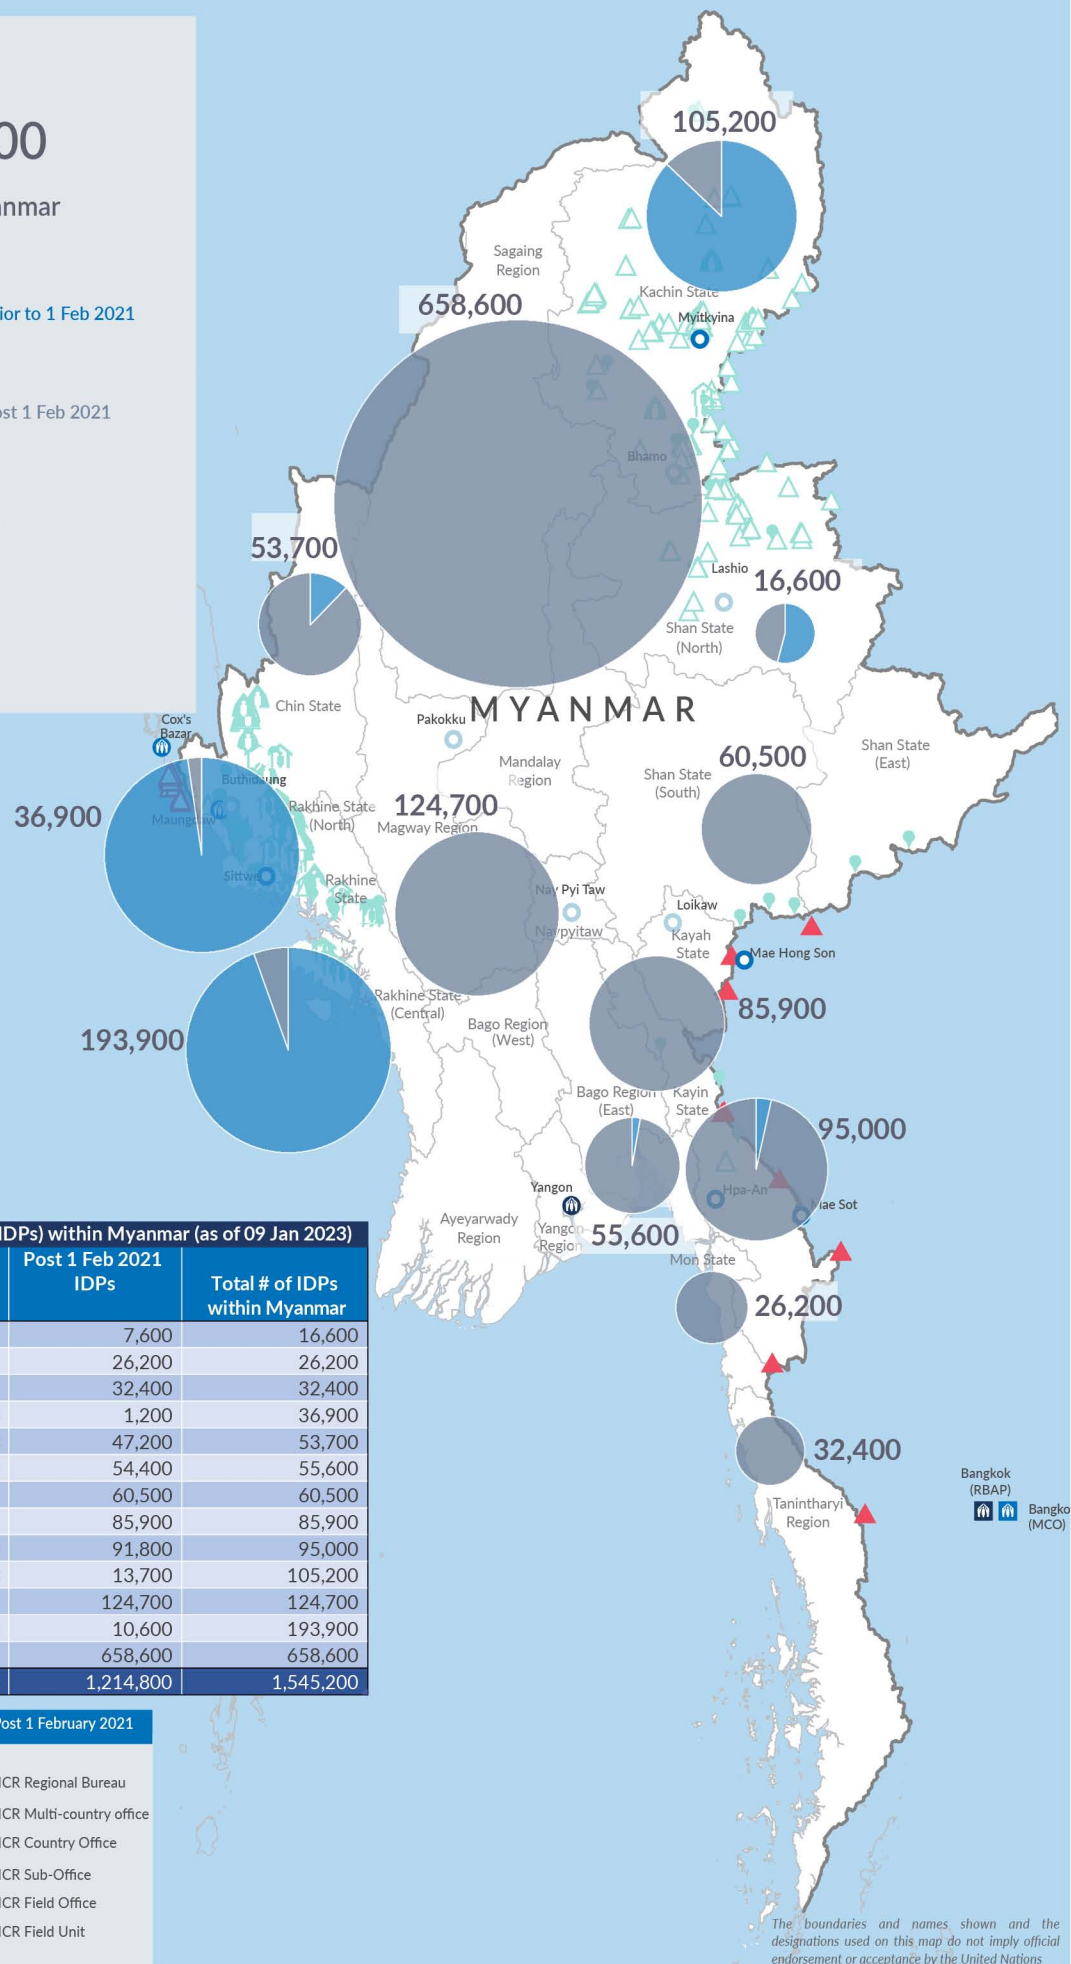 00
anmar
ior to 1 Feb 2021
ost 1 Feb 2021
105,200
Sagaing
Region
Kachin State
658,600
Myitkyina
Bhamo
53,700
Lashio
16,600
Shan State
(North)
Chin State
MYANMAR
Pakokku
Cox's
Bazar
Mandalay
Region
60,500
Shan State
(East)
Shan State
(South)
Buthidaung
36,900
Maungdaw
Rakhine State
(North)
124,700
Magway Region
Sittwe
Rakhine
State
Nay Pyi Taw
Naypyitaw
Loikaw
Kayah
State
Mae Hong Son
Rakhine State
(Central)
85,900
193,900
Bago Region
(West)
Bago Region
(East)
Kayin
State
95,000
Yangon
Hpa-An
Mae Sot
Ayeyarwady
Region
Yangon
Region
55,600
Mon State
26,200
32,400
Tanintharyi
Region
Bangkok
(RBAP)
Bangko
(MCO)
IDPs) within Myanmar (as of 09 Jan 2023)
Post 1 Feb 2021
IDPs
Total # of IDPs
within Myanmar
7,600 16,600
26,200 26,200
32,400 32,400
1,200 36,900
47,200 53,700
54,400 55,600
60,500 60,500
85,900 85,900
91,800 95,000
13,700 105,200
124,700 124,700
10,600 193,900
658,600 658,600
1,214,800 1,545,200
Post 1 February 2021
ICR Regional Bureau
ICR Multi-country office
ICR Country Office
ICR Sub-Office
ICR Field Office
ICR Field Unit
The boundaries and names shown and the
designations used on this map do not imply official
endorsement or acceptance by the United Nations